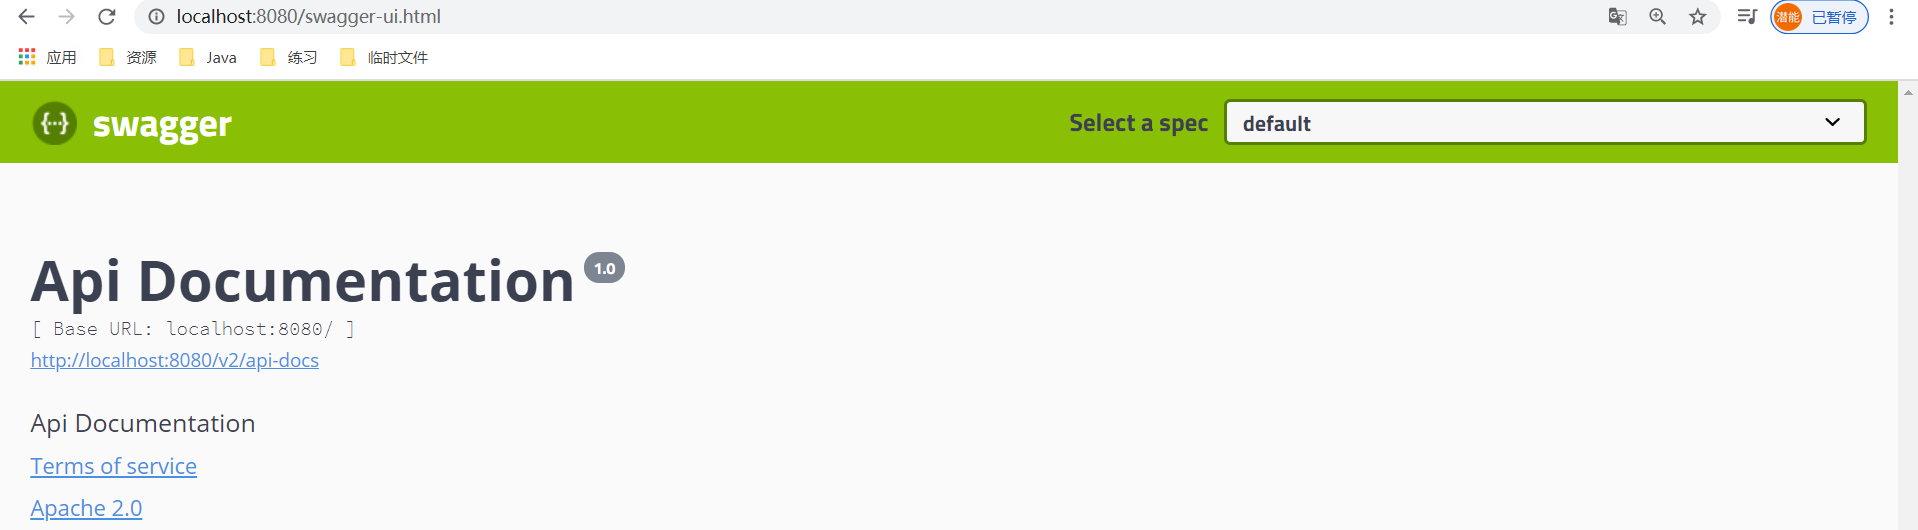 localhost:8080/swagger-ui.html
潜能 已暂停
应用 资源 Java 练习 临时文件
{···} swagger Select a spec default
Api Documentation 1.0
[ Base URL: localhost:8080/ ]
http://localhost:8080/v2/api-docs
Api Documentation
Terms of service
Apache 2.0